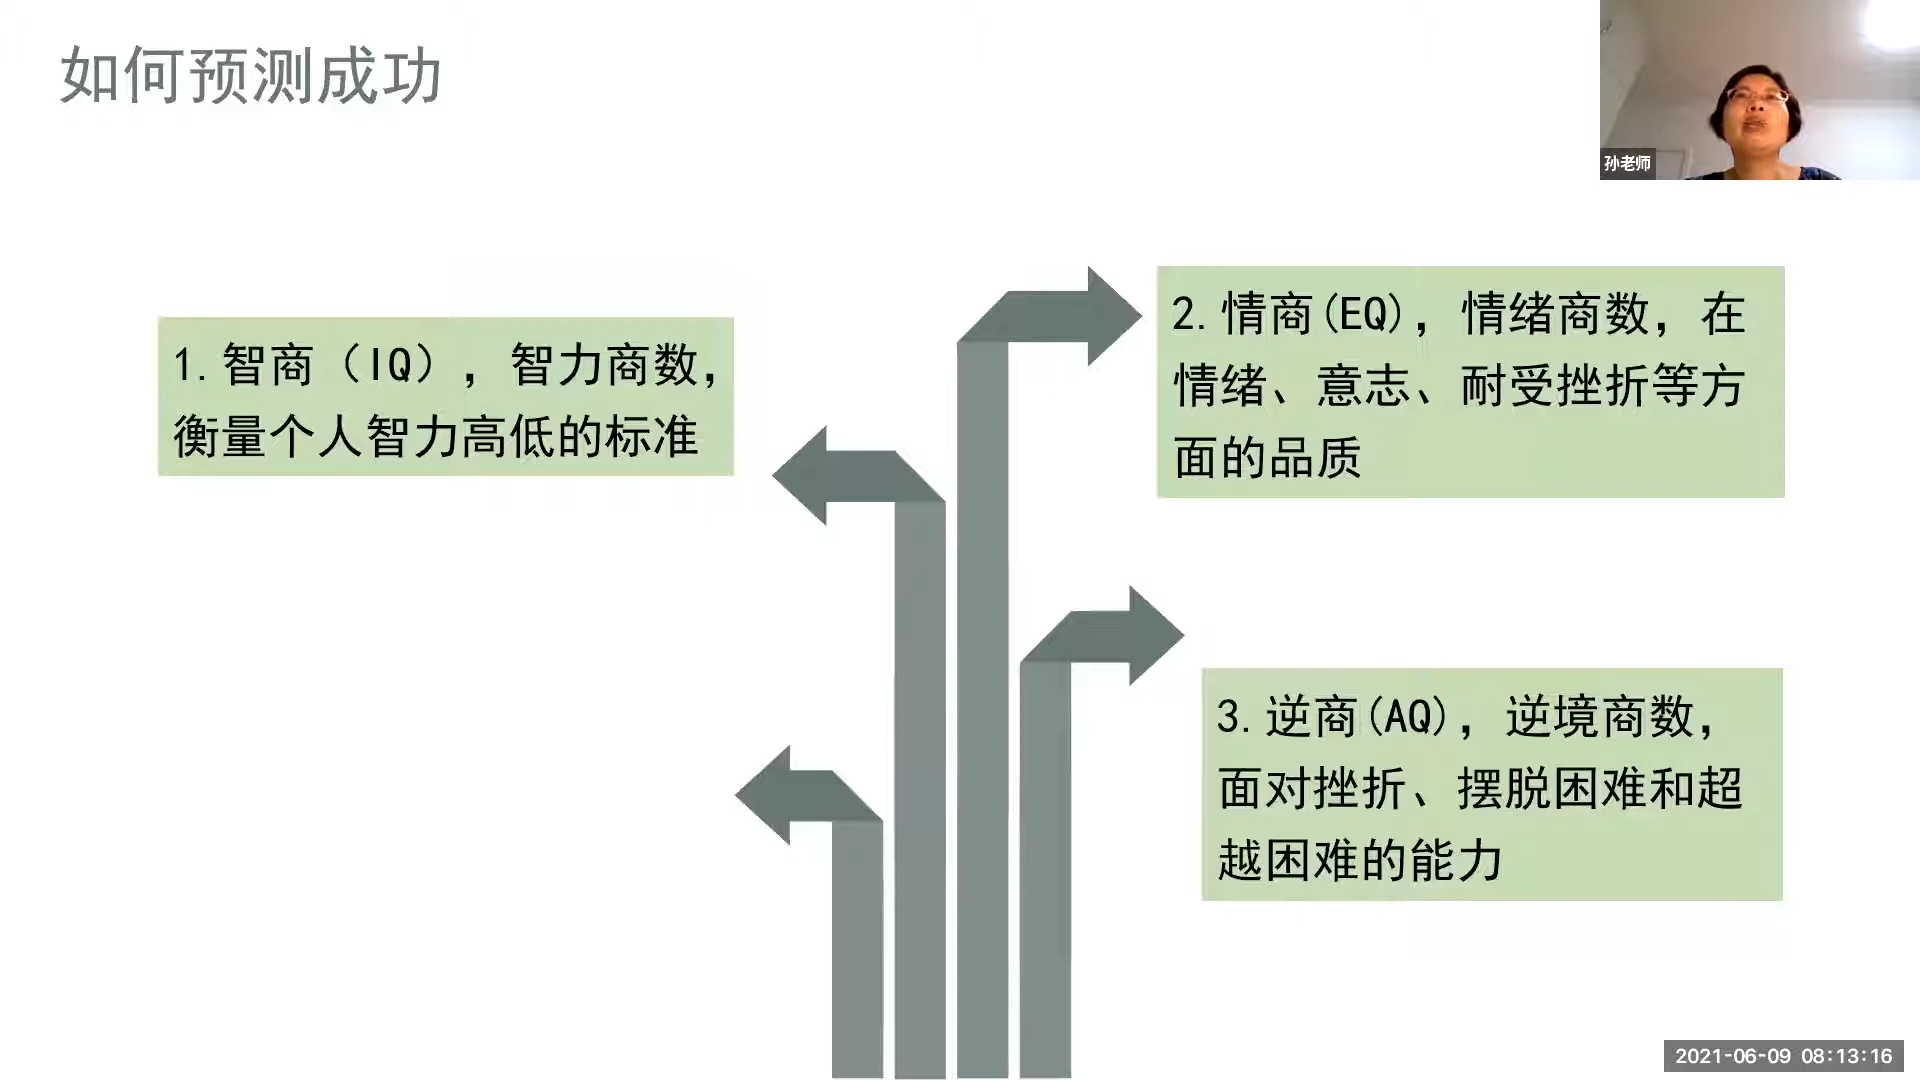 如何预测成功
孙老师
1.智商（IQ），智力商数，
衡量个人智力高低的标准
2.情商(EQ)，情绪商数，在
情绪、意志、耐受挫折等方
面的品质
3.逆商(AQ)，逆境商数，
面对挫折、摆脱困难和超
越困难的能力
2021-06-09 08:13:16